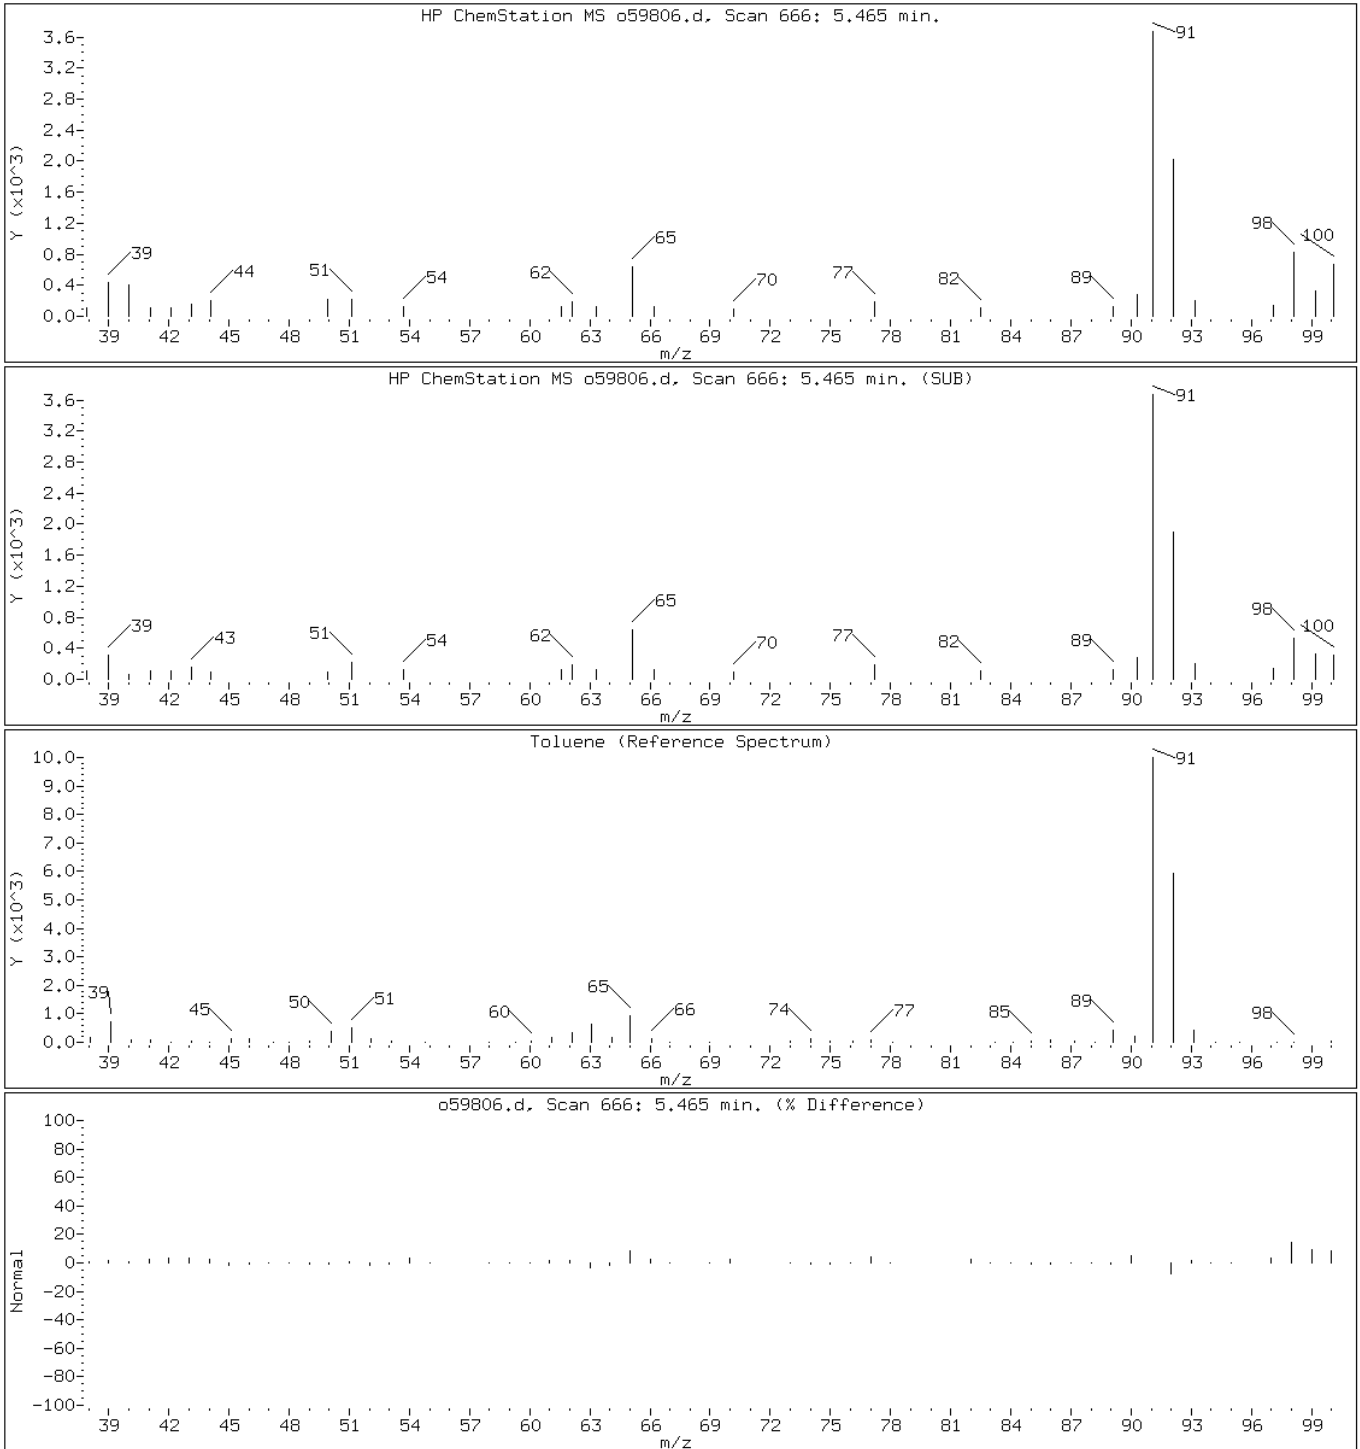 HP ChemStation MS o59806.d, Scan 666: 5.465 min.
Y (x10^3)
3.6-
3.2-
2.8-
2.4-
2.0-
1.6-
1.2-
0.8-
0.4-
0.0-
39 44 51 54 62 65 70 77 82 89 91 98 100
39 42 45 48 51 54 57 60 63 66 69 72 75 78 81 84 87 90 93 96 99
m/z
HP ChemStation MS o59806.d, Scan 666: 5.465 min. (SUB)
Y (x10^3)
3.6-
3.2-
2.8-
2.4-
2.0-
1.6-
1.2-
0.8-
0.4-
0.0-
39 43 51 54 62 65 70 77 82 89 91 98 100
39 42 45 48 51 54 57 60 63 66 69 72 75 78 81 84 87 90 93 96 99
m/z
Toluene (Reference Spectrum)
Y (x10^3)
10.0-
9.0-
8.0-
7.0-
6.0-
5.0-
4.0-
3.0-
2.0-
1.0-
0.0-
39 45 50 51 60 65 66 74 77 85 89 91 98
39 42 45 48 51 54 57 60 63 66 69 72 75 78 81 84 87 90 93 96 99
m/z
o59806.d, Scan 666: 5.465 min. (% Difference)
Normal
100-
80-
60-
40-
20-
0-
-20-
-40-
-60-
-80-
-100-
39 42 45 48 51 54 57 60 63 66 69 72 75 78 81 84 87 90 93 96 99
m/z